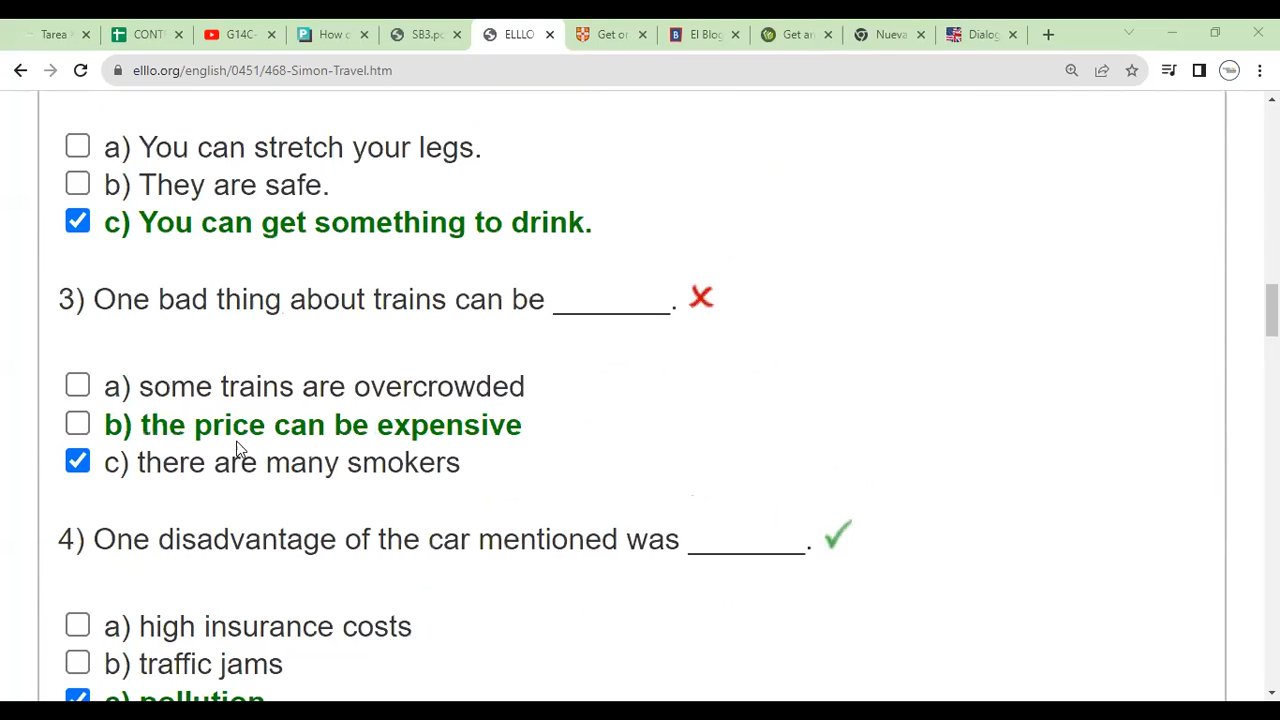 Tarea
CONT
G14C-
How c
SB3.pc
ELLLO
Get or
El Blog
Get an
Nueva
Dialog
elllo.org/english/0451/468-Simon-Travel.htm
a) You can stretch your legs.
b) They are safe.
c) You can get something to drink.
3) One bad thing about trains can be ________.
a) some trains are overcrowded
b) the price can be expensive
c) there are many smokers
4) One disadvantage of the car mentioned was ________.
a) high insurance costs
b) traffic jams
c) pollution